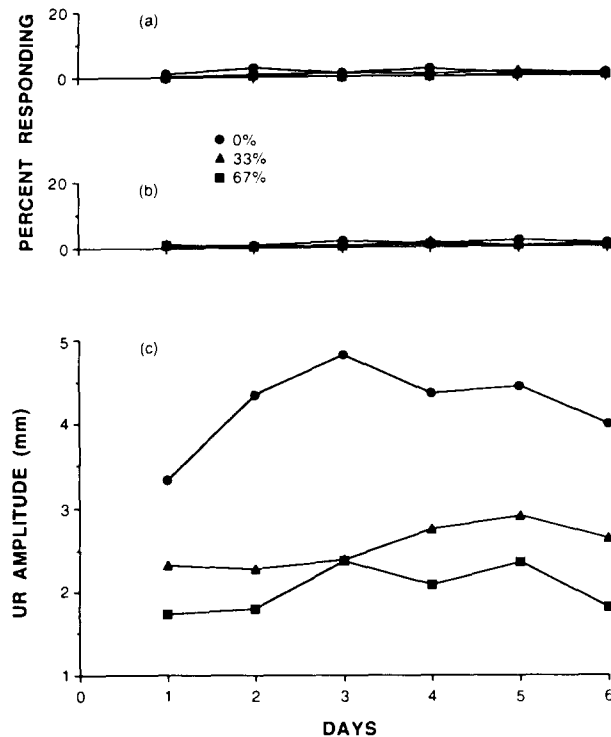 (a)
20
0
PERCENT RESPONDING
● 0%
▲ 33%
■ 67%
(b)
20
0
(c)
5
4
3
2
1
UR AMPLITUDE (mm)
0 1 2 3 4 5 6
DAYS